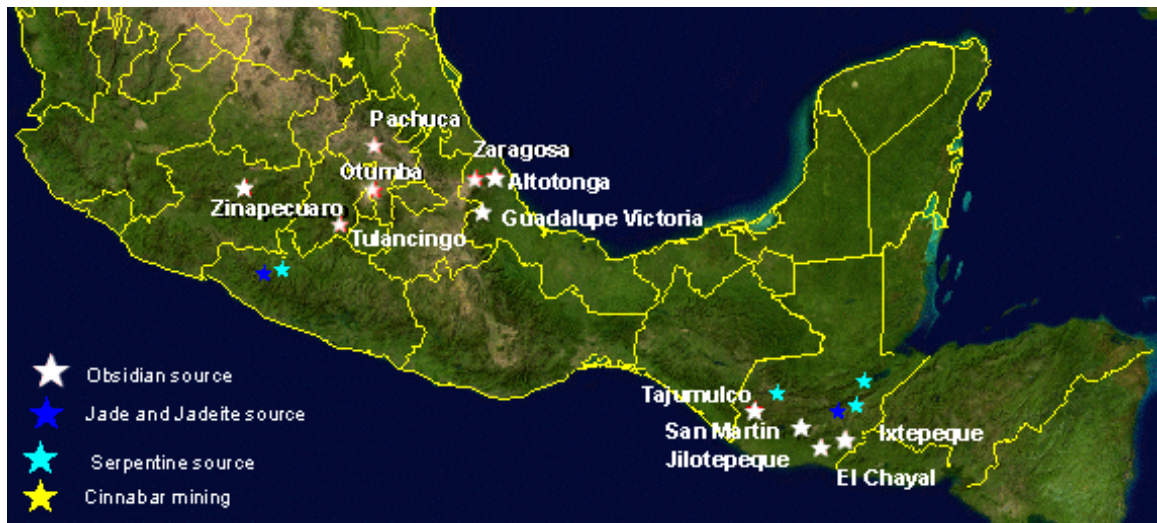 Pachuca
Zaragosa
Otumba
Altotonga
Zinapecuaro
Guadalupe Victoria
Tulancingo
Obsidian source
Jade and Jadeite source
Serpentine source
Cinnabar mining
Tajumulco
San Martin
Jilotepeque
Ixtepeque
El Chayal